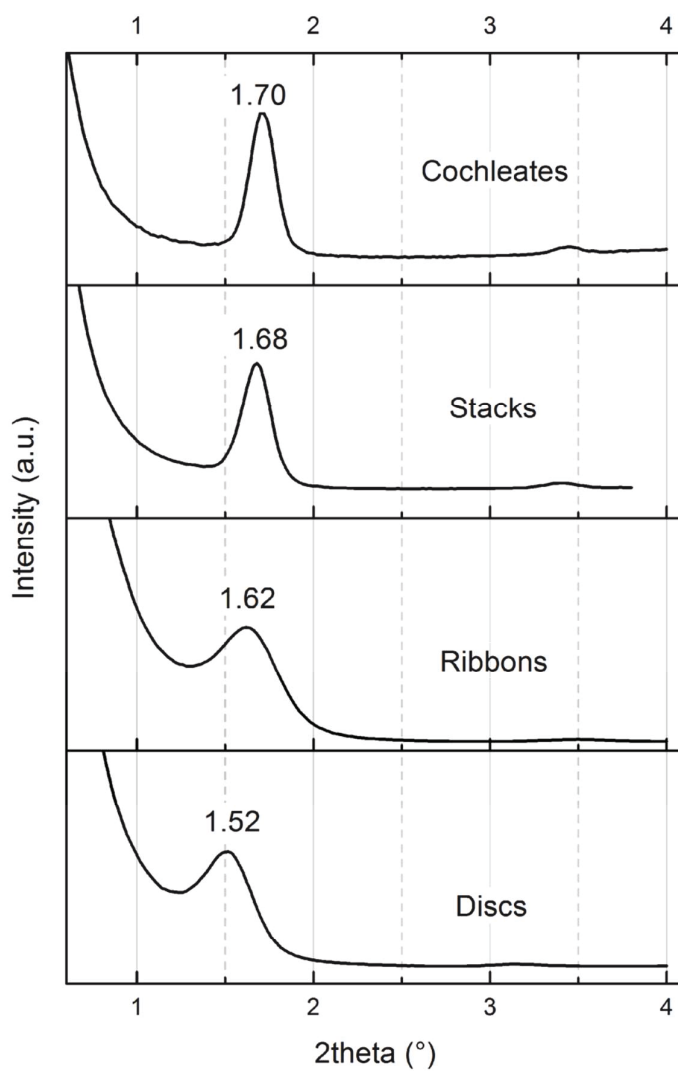 1 2 3 4
1.70
Cochleates
1.68
Stacks
1.62
Ribbons
1.52
Discs
1 2 3 4
2theta (°)
Intensity (a.u.)